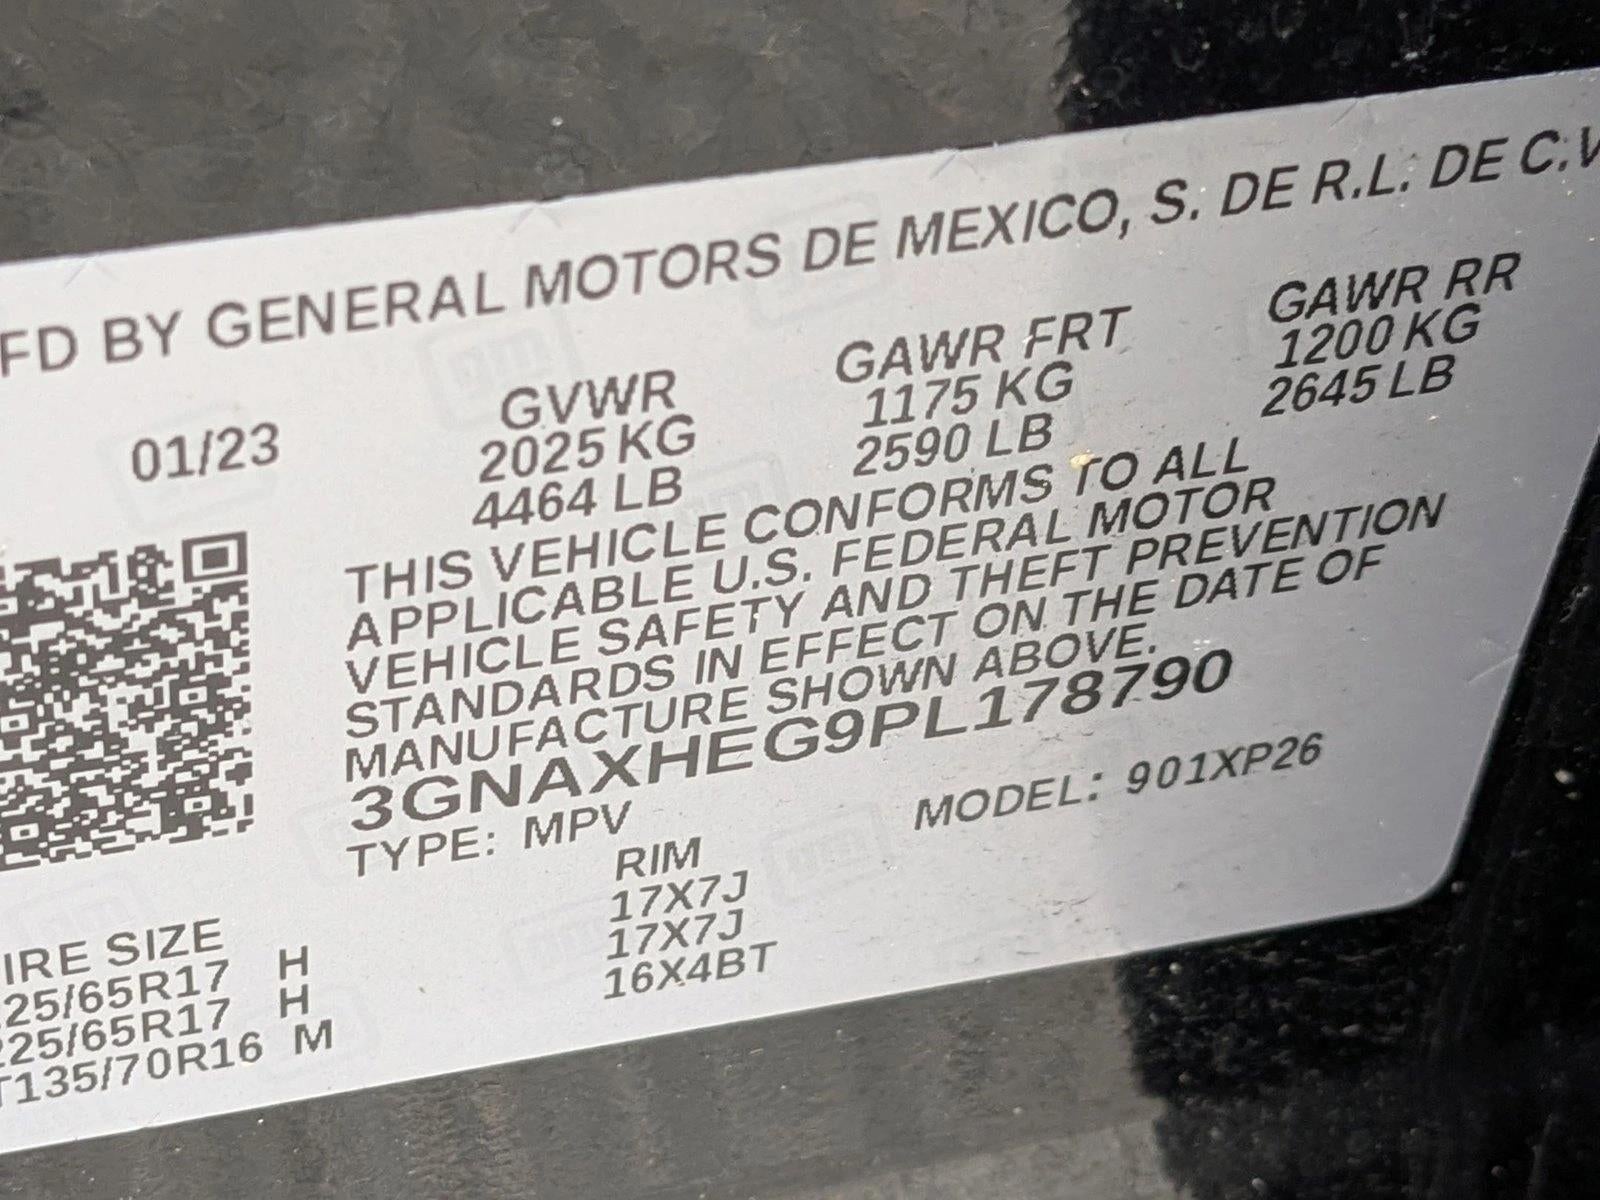 FD BY GENERAL MOTORS DE MEXICO, S. DE R.L. DE C.V
01/23 GVWR GAWR FRT GAWR RR
2025 KG 1175 KG 1200 KG
4464 LB 2590 LB 2645 LB
THIS VEHICLE CONFORMS TO ALL
APPLICABLE U.S. FEDERAL MOTOR
VEHICLE SAFETY AND THEFT PREVENTION
STANDARDS IN EFFECT ON THE DATE OF
MANUFACTURE SHOWN ABOVE.
3GNAXHEG9PL178790
TYPE: MPV MODEL: 901XP26
IRE SIZE RIM
225/65R17 H 17X7J
225/65R17 H 17X7J
T135/70R16 M 16X4BT